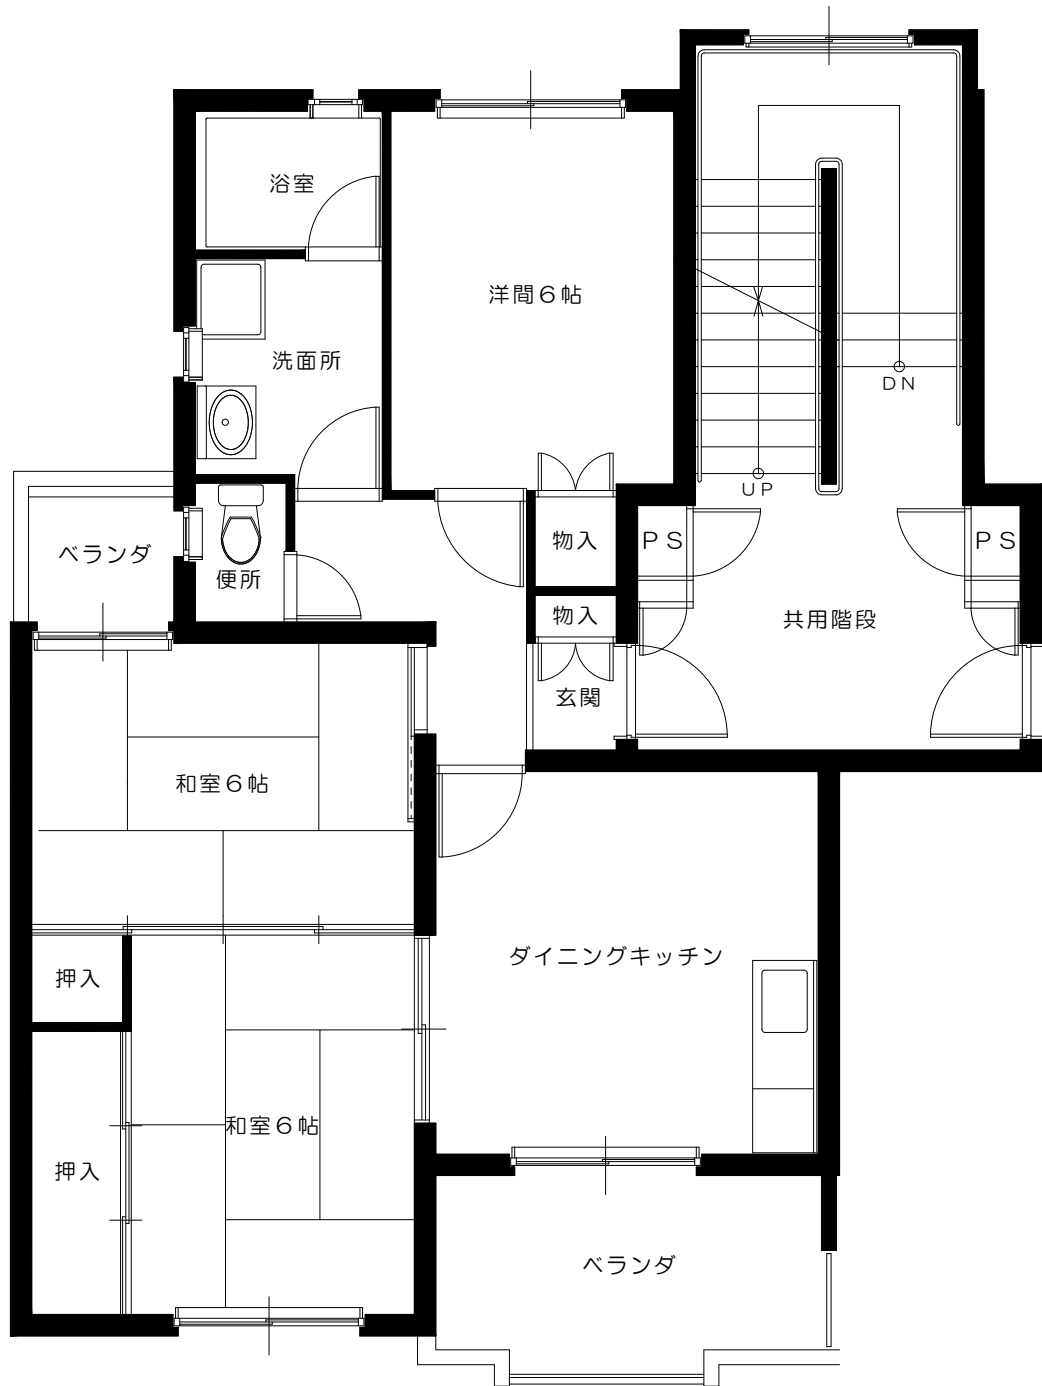 浴室
洋間６帖
洗面所
DN
UP
ベランダ
便所
物入
PS
PS
物入
共用階段
玄関
和室６帖
ダイニングキッチン
押入
和室６帖
押入
ベランダ